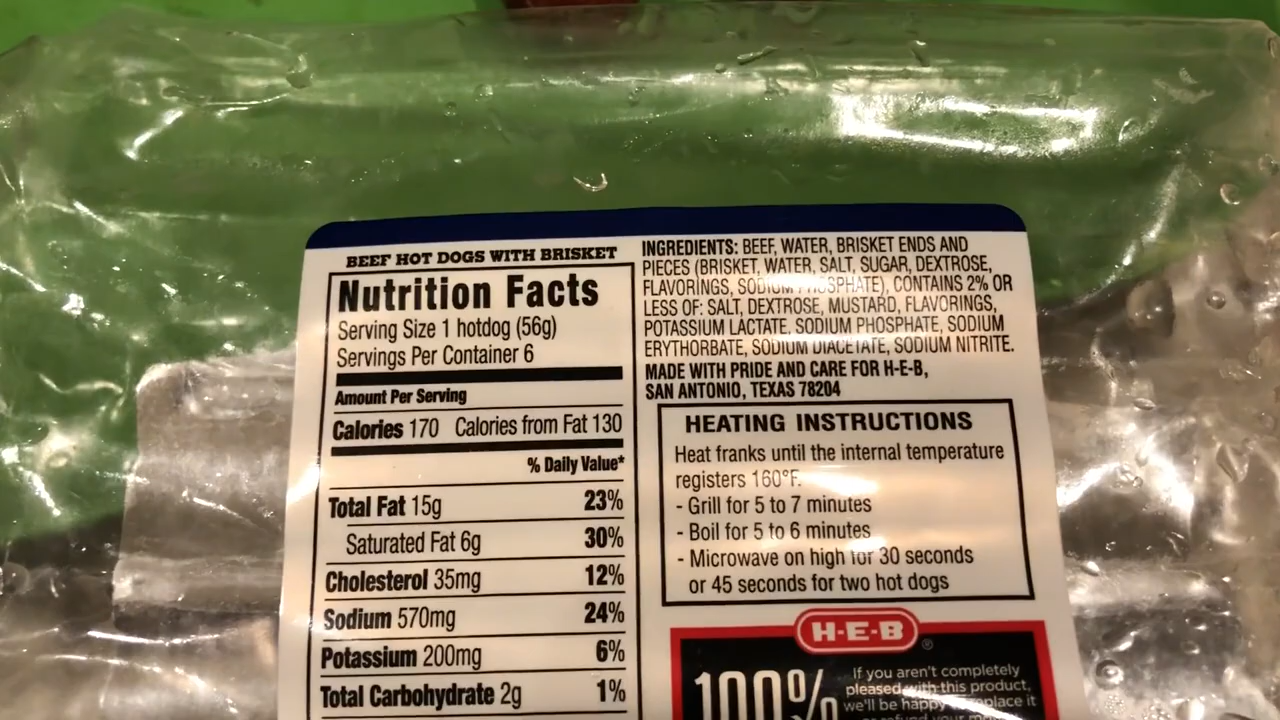 BEEF HOT DOGS WITH BRISKET
Nutrition Facts
Serving Size 1 hotdog (56g)
Servings Per Container 6
Amount Per Serving
Calories 170 Calories from Fat 130
% Daily Value*
Total Fat 15g 23%
Saturated Fat 6g 30%
Cholesterol 35mg 12%
Sodium 570mg 24%
Potassium 200mg 6%
Total Carbohydrate 2g 1%
INGREDIENTS: BEEF, WATER, BRISKET ENDS AND
PIECES (BRISKET, WATER, SALT, SUGAR, DEXTROSE,
FLAVORINGS, SODIUM PHOSPHATE), CONTAINS 2% OR
LESS OF: SALT, DEXTROSE, MUSTARD, FLAVORINGS,
POTASSIUM LACTATE, SODIUM PHOSPHATE, SODIUM
ERYTHORBATE, SODIUM DIACETATE, SODIUM NITRITE.
MADE WITH PRIDE AND CARE FOR H-E-B,
SAN ANTONIO, TEXAS 78204
HEATING INSTRUCTIONS
Heat franks until the internal temperature
registers 160°F.
- Grill for 5 to 7 minutes
- Boil for 5 to 6 minutes
- Microwave on high for 30 seconds
or 45 seconds for two hot dogs
H-E-B ®
100%
If you aren't completely
pleased with this product,
we'll be happy to replace it